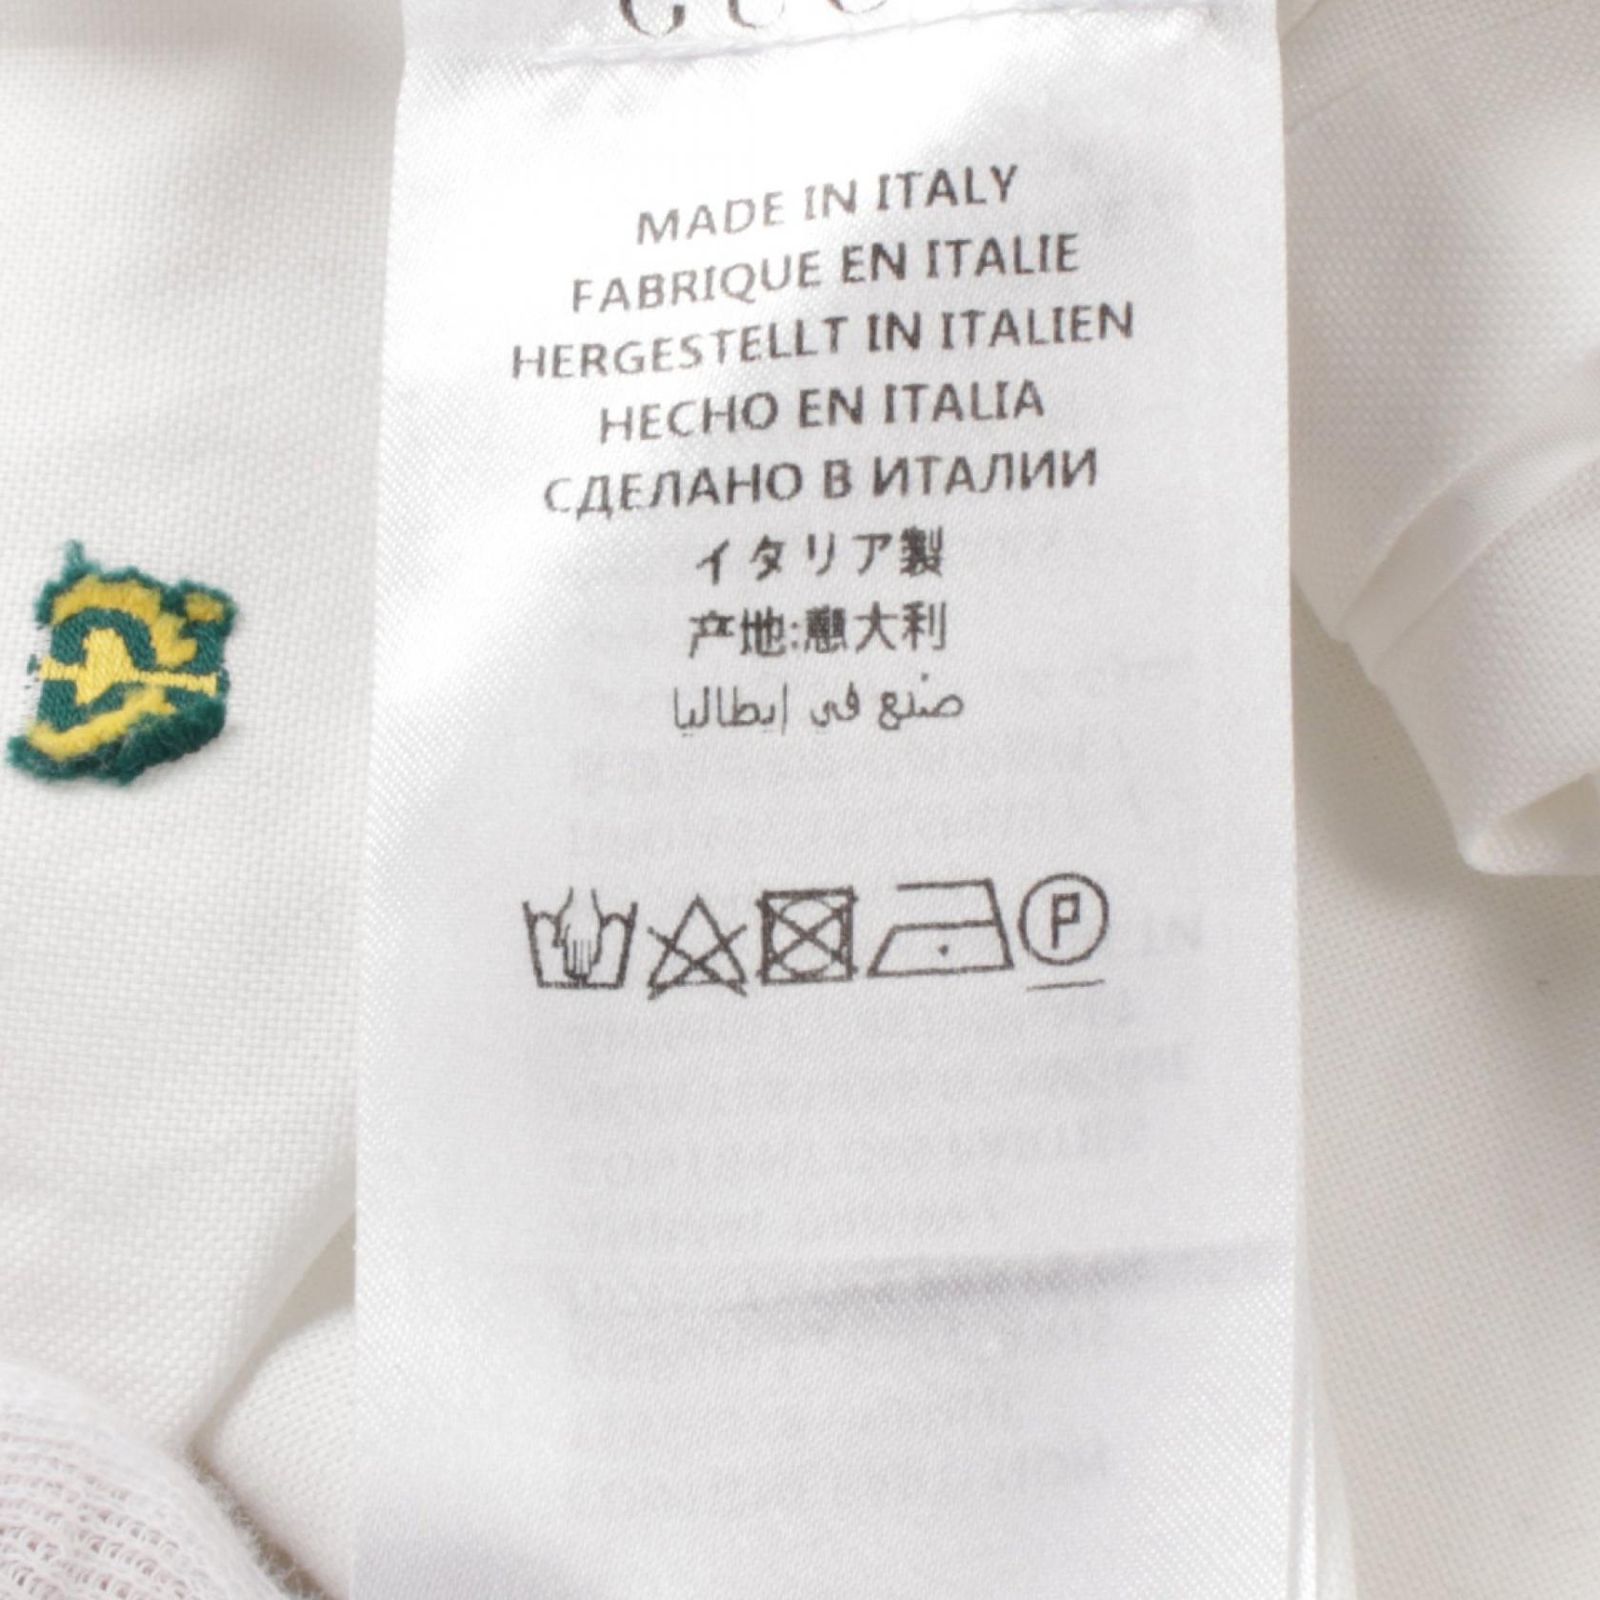 GUC
MADE IN ITALY
FABRIQUE EN ITALIE
HERGESTELLT IN ITALIEN
HECHO EN ITALIA
СДЕЛАНО В ИТАЛИИ
イタリア製
产地:意大利
صنع في إيطاليا
P